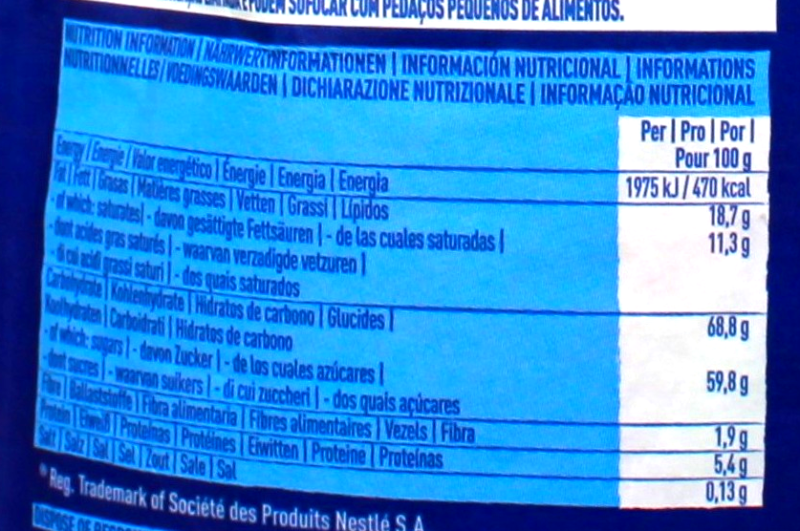 PODEM SUFOCAR COM PEDAÇOS PEQUENOS DE ALIMENTOS.
NUTRITION INFORMATION | NÄHRWERTINFORMATIONEN | INFORMACIÓN NUTRICIONAL | INFORMATIONS
NUTRITIONNELLES | VOEDINGSWAARDEN | DICHIARAZIONE NUTRIZIONALE | INFORMAÇÃO NUTRICIONAL
Per | Pro | Por |
Pour 100 g
Energy | Energie | Valor energético | Énergie | Energia | Energia 1975 kJ / 470 kcal
Fat | Fett | Grasas | Matières grasses | Vetten | Grassi | Lípidos 18,7 g
- of which: saturates | - davon gesättigte Fettsäuren | - de las cuales saturadas | 11,3 g
- dont acides gras saturés | - waarvan verzadigde vetzuren |
- di cui acidi grassi saturi | - dos quais saturados
Carbohydrate | Kohlenhydrate | Hidratos de carbono | Glucides | 68,8 g
Koolhydraten | Carboidrati | Hidratos de carbono
- of which: sugars | - davon Zucker | - de los cuales azúcares | 59,8 g
- dont sucres | - waarvan suikers | - di cui zuccheri | - dos quais açúcares
Fibre | Ballaststoffe | Fibra alimentaria | Fibres alimentaires | Vezels | Fibra 1,9 g
Protein | Eiweiß | Proteínas | Protéines | Eiwitten | Proteine | Proteínas 5,4 g
Salt | Salz | Sal | Sel | Zout | Sale | Sal 0,13 g
* Reg. Trademark of Société des Produits Nestlé S.A.
DISPOSE OF